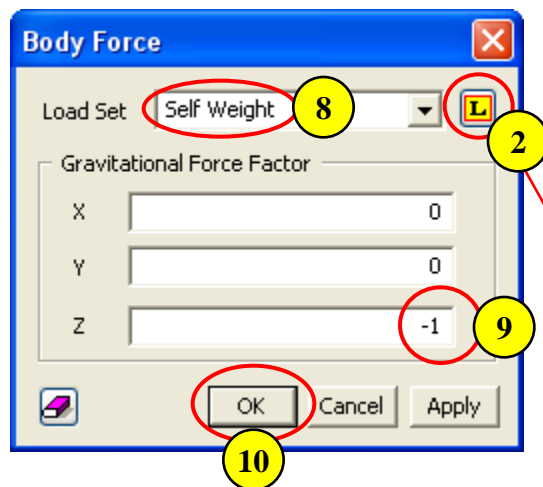 Body Force
Load Set Self Weight 8 L
2
Gravitational Force Factor
X 0
Y 0
Z -1 9
OK Cancel Apply
10